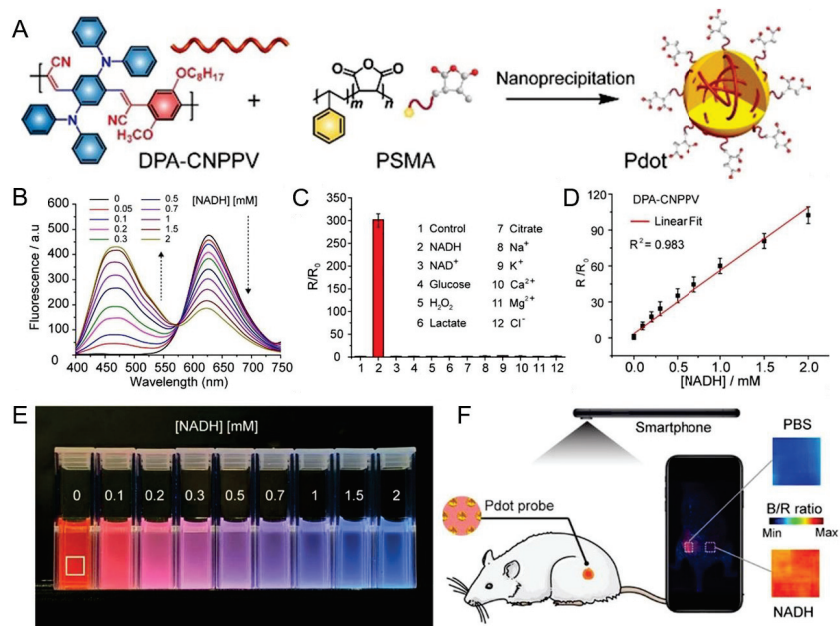 A
CN
N
OC₈H₁₇
CN
H₃CO
N
DPA-CNPPV
+
O O O
m n
PSMA
Nanoprecipitation
Pdot
B
[NADH] [mM]
0 0.5
0.05 0.7
0.1 1
0.2 1.5
0.3 2
Fluorescence / a.u
600
500
400
300
200
100
0
400 450 500 550 600 650 700 750
Wavelength (nm)
C
R/R₀
350
300
250
200
150
100
50
0
1 Control 7 Citrate
2 NADH 8 Na⁺
3 NAD⁺ 9 K⁺
4 Glucose 10 Ca²⁺
5 H₂O₂ 11 Mg²⁺
6 Lactate 12 Cl⁻
1 2 3 4 5 6 7 8 9 10 11 12
D
DPA-CNPPV
Linear Fit
R² = 0.983
R /R₀
120
90
60
30
0
0.0 0.5 1.0 1.5 2.0
[NADH] / mM
E
[NADH] [mM]
0 0.1 0.2 0.3 0.5 0.7 1 1.5 2
F
Smartphone
PBS
Pdot probe
B/R ratio
Min Max
NADH